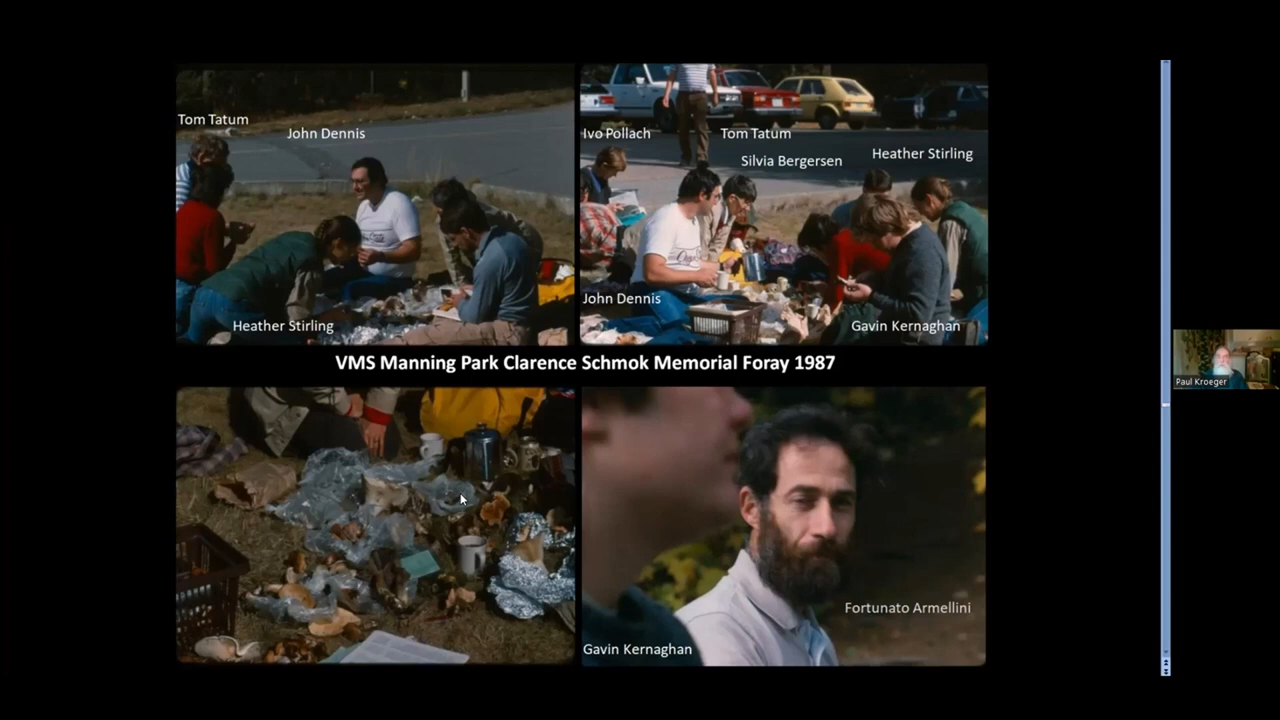 Tom Tatum
John Dennis
Heather Stirling
Ivo Pollach
Tom Tatum
Silvia Bergersen
Heather Stirling
John Dennis
Gavin Kernaghan
VMS Manning Park Clarence Schmok Memorial Foray 1987
Fortunato Armellini
Gavin Kernaghan
Paul Kroeger